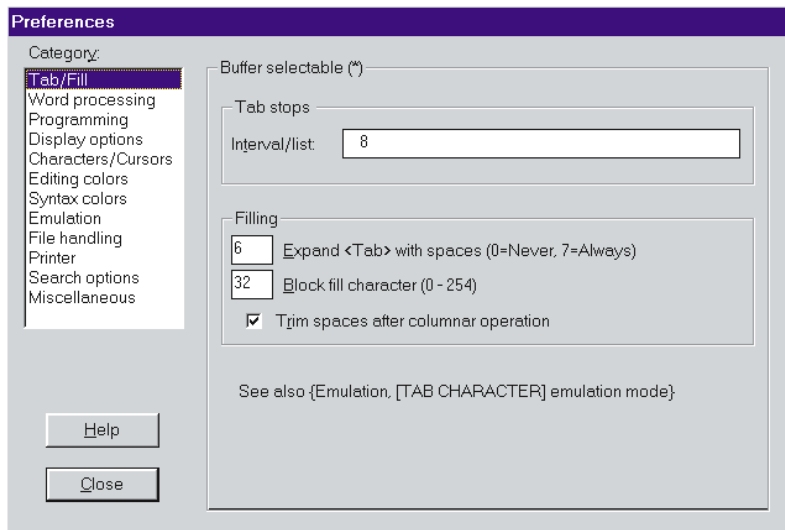 Preferences
Category:
Tab/Fill
Word processing
Programming
Display options
Characters/Cursors
Editing colors
Syntax colors
Emulation
File handling
Printer
Search options
Miscellaneous
Help
Close
Buffer selectable (*)
Tab stops
Interval/list: 8
Filling
6 Expand <Tab> with spaces (0=Never, 7=Always)
32 Block fill character (0 - 254)
Trim spaces after columnar operation
See also {Emulation, [TAB CHARACTER] emulation mode}